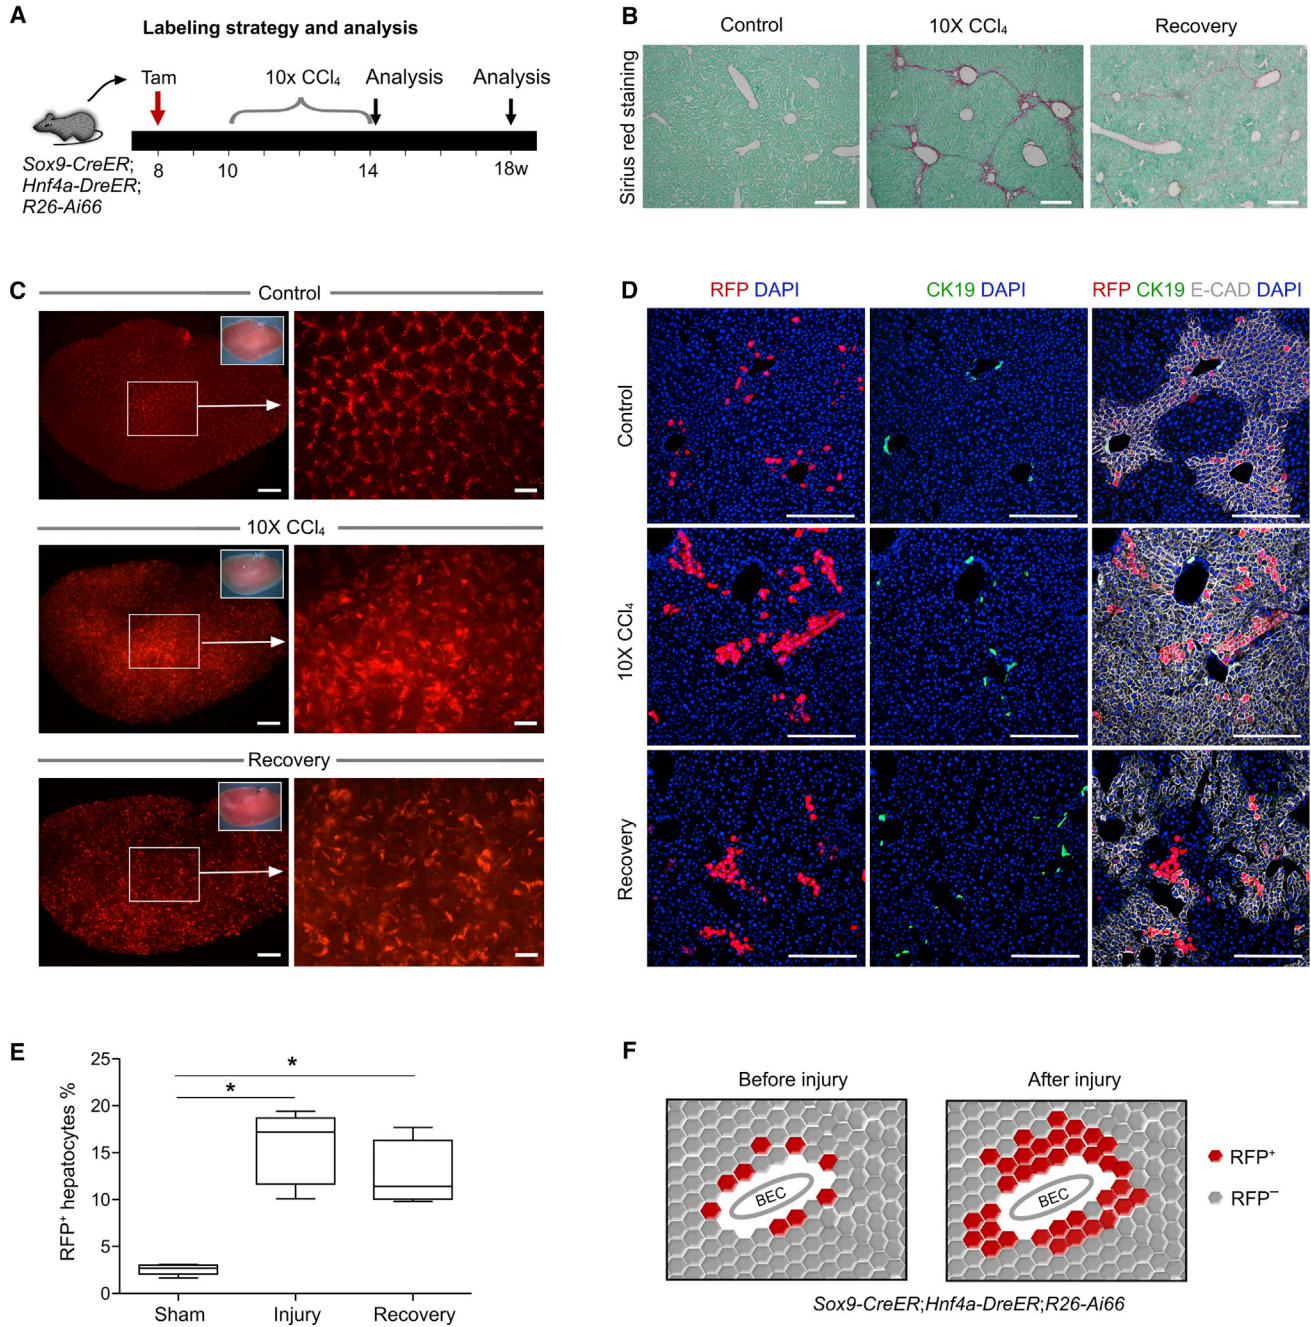 A
Labeling strategy and analysis
Tam
10x CCl₄
Analysis
Analysis
Sox9-CreER;
Hnf4a-DreER;
R26-Ai66
8
10
14
18w
B
Control
10X CCl₄
Recovery
Sirius red staining
C
Control
10X CCl₄
Recovery
D
RFP DAPI
CK19 DAPI
RFP CK19 E-CAD DAPI
Control
10X CCl₄
Recovery
E
RFP⁺ hepatocytes %
25
20
15
10
5
0
*
*
Sham
Injury
Recovery
F
Before injury
After injury
BEC
BEC
RFP⁺
RFP⁻
Sox9-CreER;Hnf4a-DreER;R26-Ai66